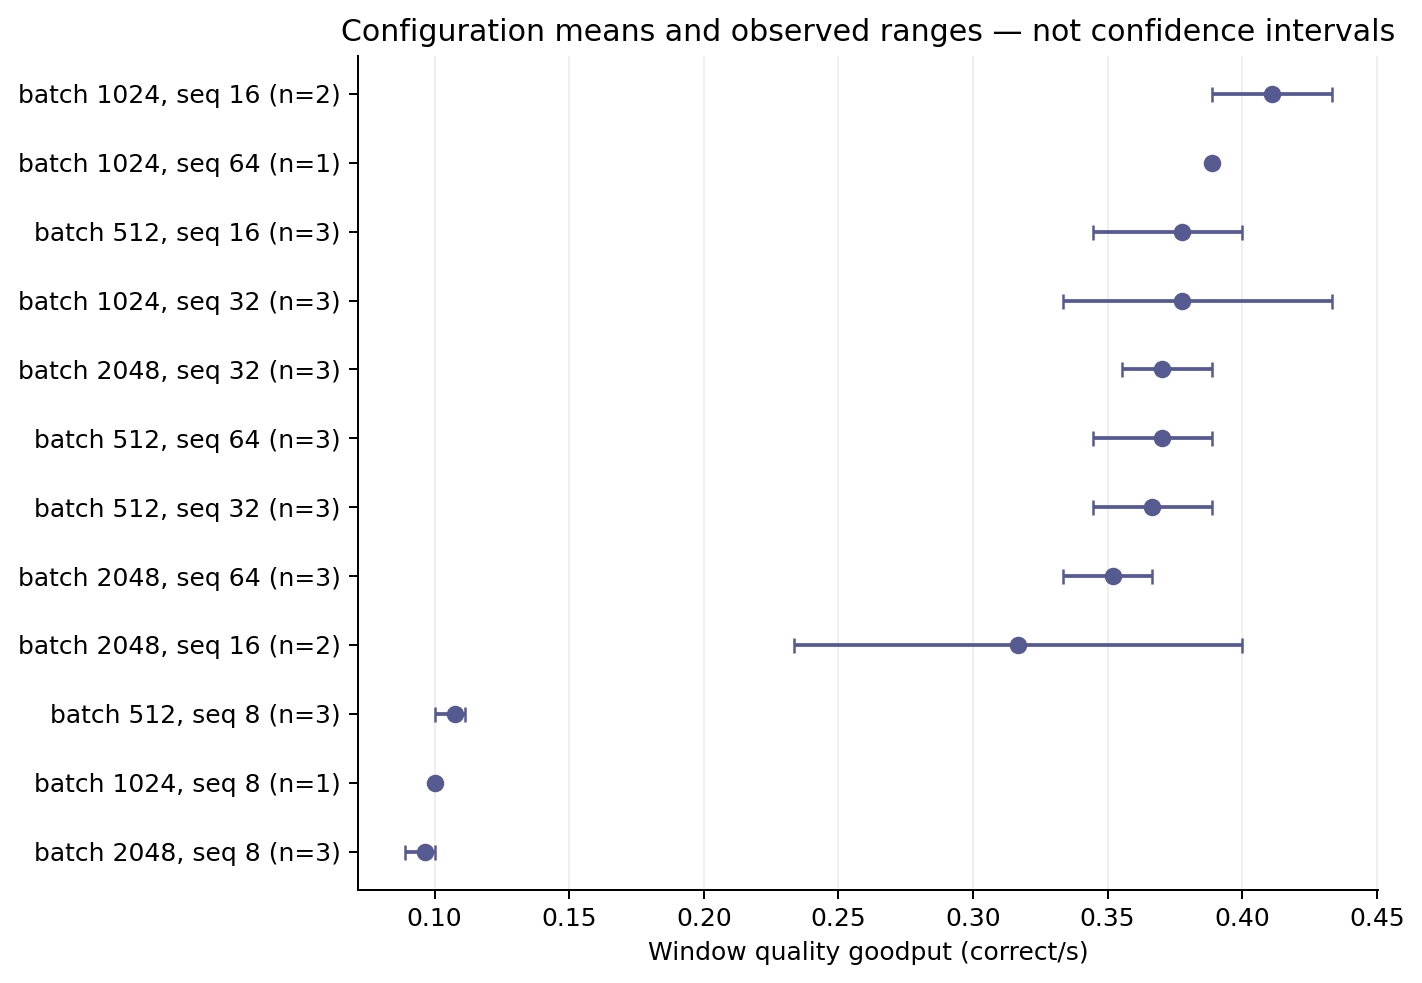 Configuration means and observed ranges — not confidence intervals
batch 1024, seq 16 (n=2)
batch 1024, seq 64 (n=1)
batch 512, seq 16 (n=3)
batch 1024, seq 32 (n=3)
batch 2048, seq 32 (n=3)
batch 512, seq 64 (n=3)
batch 512, seq 32 (n=3)
batch 2048, seq 64 (n=3)
batch 2048, seq 16 (n=2)
batch 512, seq 8 (n=3)
batch 1024, seq 8 (n=1)
batch 2048, seq 8 (n=3)
0.10 0.15 0.20 0.25 0.30 0.35 0.40 0.45
Window quality goodput (correct/s)